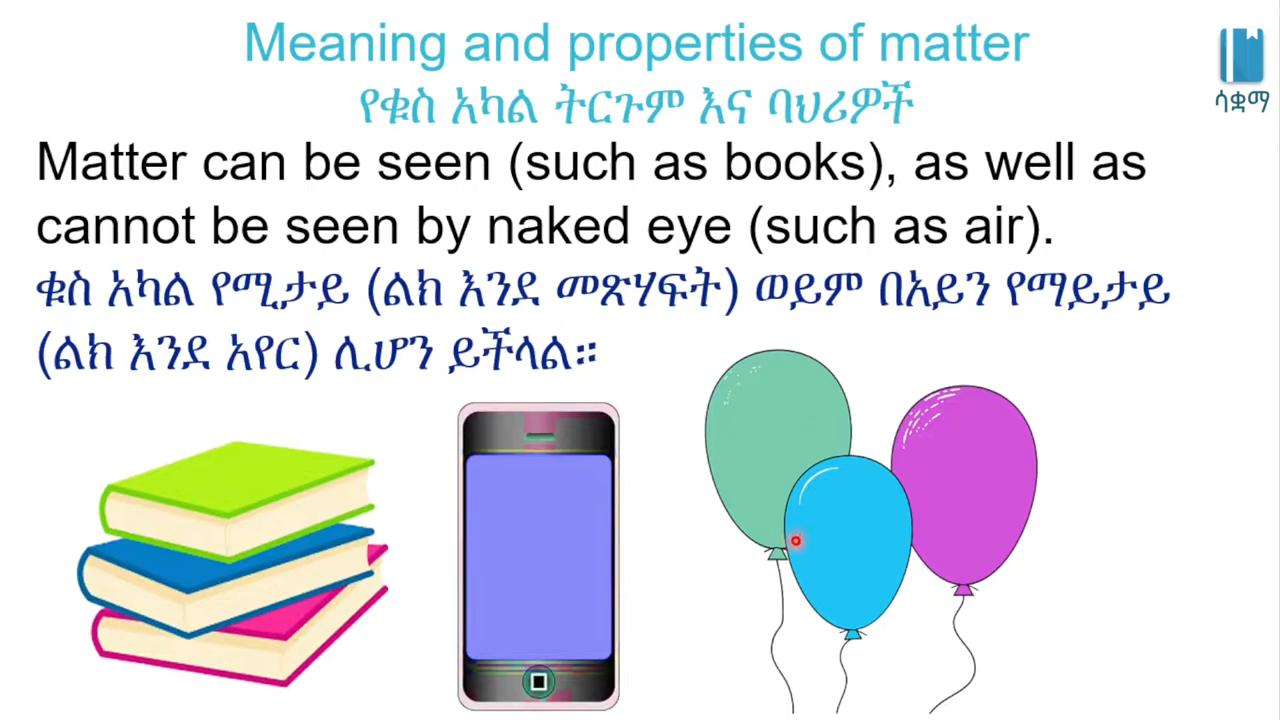 Meaning and properties of matter
የቁስ አካል ትርጉም እና ባህሪዎች
ሳቋማ
Matter can be seen (such as books), as well as
cannot be seen by naked eye (such as air).
ቁስ አካል የሚታይ (ልክ እንደ መጽሃፍት) ወይም በአይን የማይታይ
(ልክ እንደ አየር) ሊሆን ይችላል።